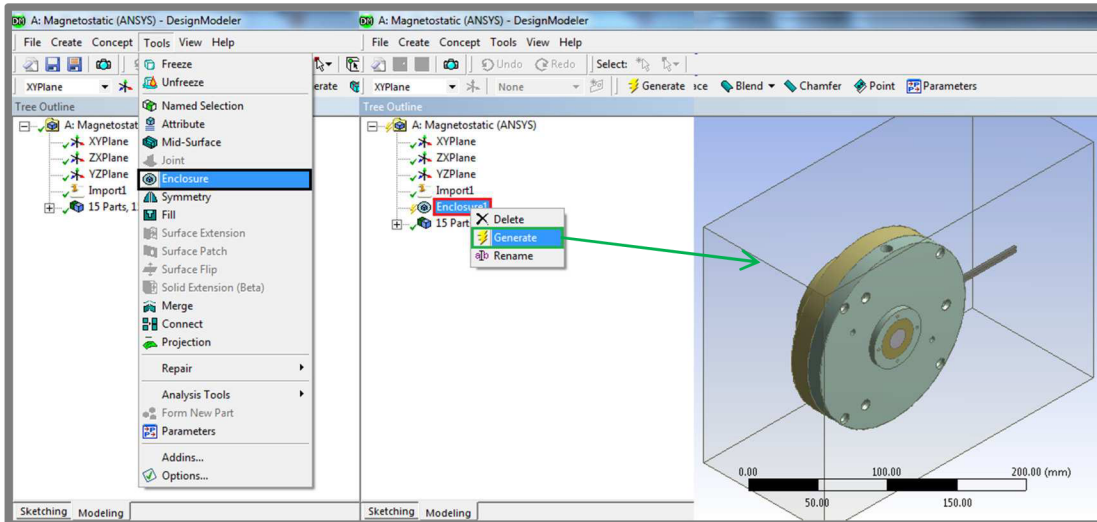 A: Magnetostatic (ANSYS) - DesignModeler
File Create Concept Tools View Help
XYPlane
Tree Outline
A: Magnetostat
XYPlane
ZXPlane
YZPlane
Import1
15 Parts, 1
Freeze
Unfreeze
Named Selection
Attribute
Mid-Surface
Joint
Enclosure
Symmetry
Fill
Surface Extension
Surface Patch
Surface Flip
Solid Extension (Beta)
Merge
Connect
Projection
Repair
Analysis Tools
Form New Part
Parameters
Addins...
Options...
Sketching Modeling
erate
A: Magnetostatic (ANSYS) - DesignModeler
File Create Concept Tools View Help
Undo Redo Select:
XYPlane None Generate ace Blend Chamfer Point Parameters
Tree Outline
A: Magnetostatic (ANSYS)
XYPlane
ZXPlane
YZPlane
Import1
Enclosure1
15 Part
Delete
Generate
Rename
Sketching Modeling
0.00 100.00 200.00 (mm)
50.00 150.00